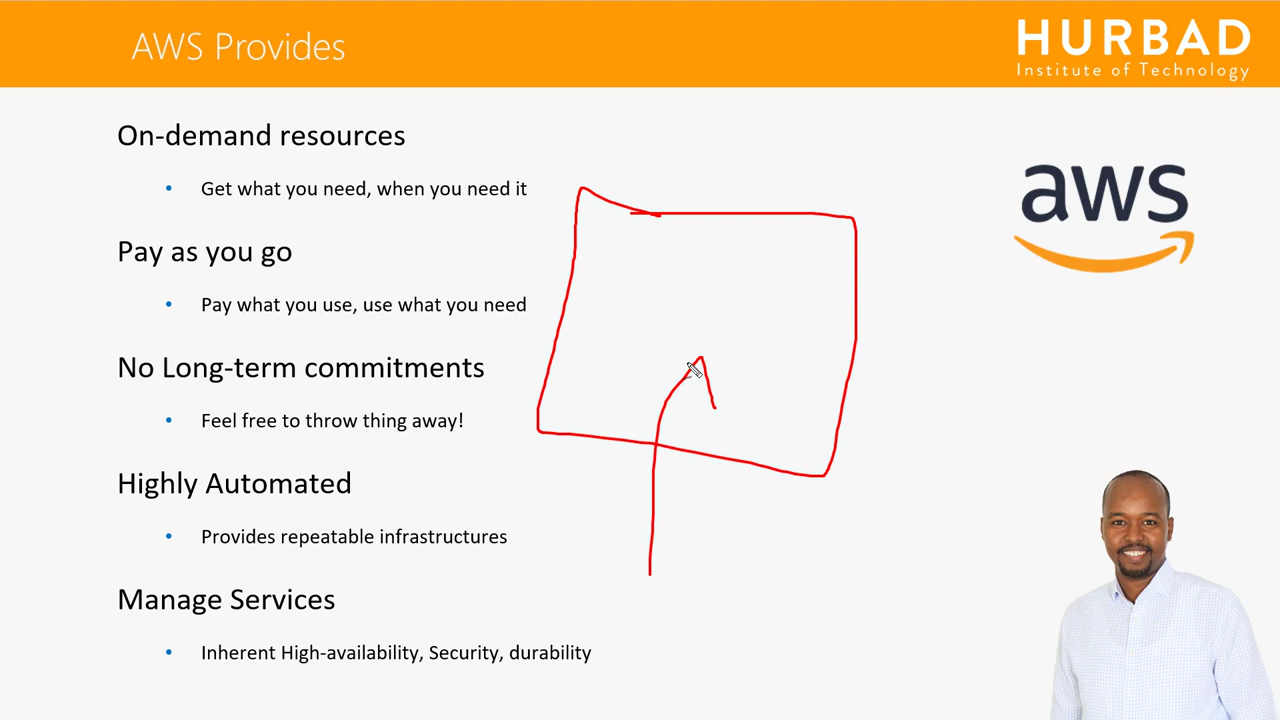 AWS Provides
HURBAD
Institute of Technology
On-demand resources
• Get what you need, when you need it
aws
Pay as you go
• Pay what you use, use what you need
No Long-term commitments
• Feel free to throw thing away!
Highly Automated
• Provides repeatable infrastructures
Manage Services
• Inherent High-availability, Security, durability